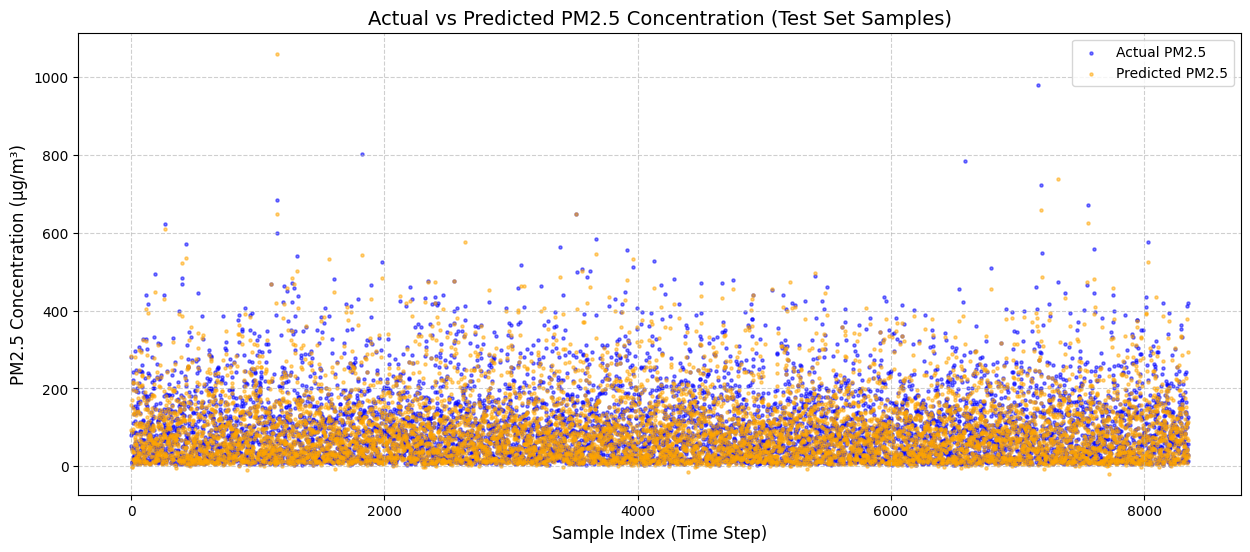 Actual vs Predicted PM2.5 Concentration (Test Set Samples)
Actual PM2.5
Predicted PM2.5
1000
800
600
400
200
0
PM2.5 Concentration (µg/m³)
0 2000 4000 6000 8000
Sample Index (Time Step)